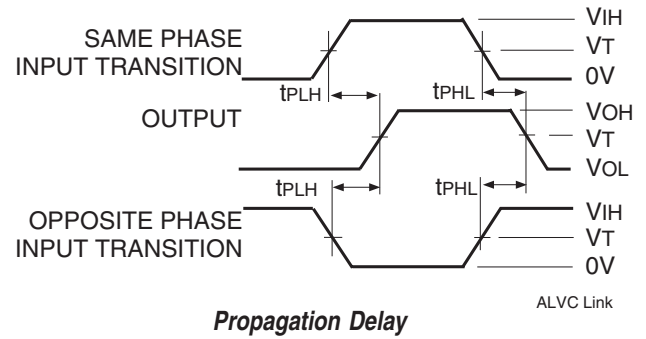 SAME PHASE
INPUT TRANSITION
VIH
VT
0V
tPLH
tPHL
OUTPUT
VOH
VT
VOL
tPLH
tPHL
OPPOSITE PHASE
INPUT TRANSITION
VIH
VT
0V
ALVC Link
Propagation Delay